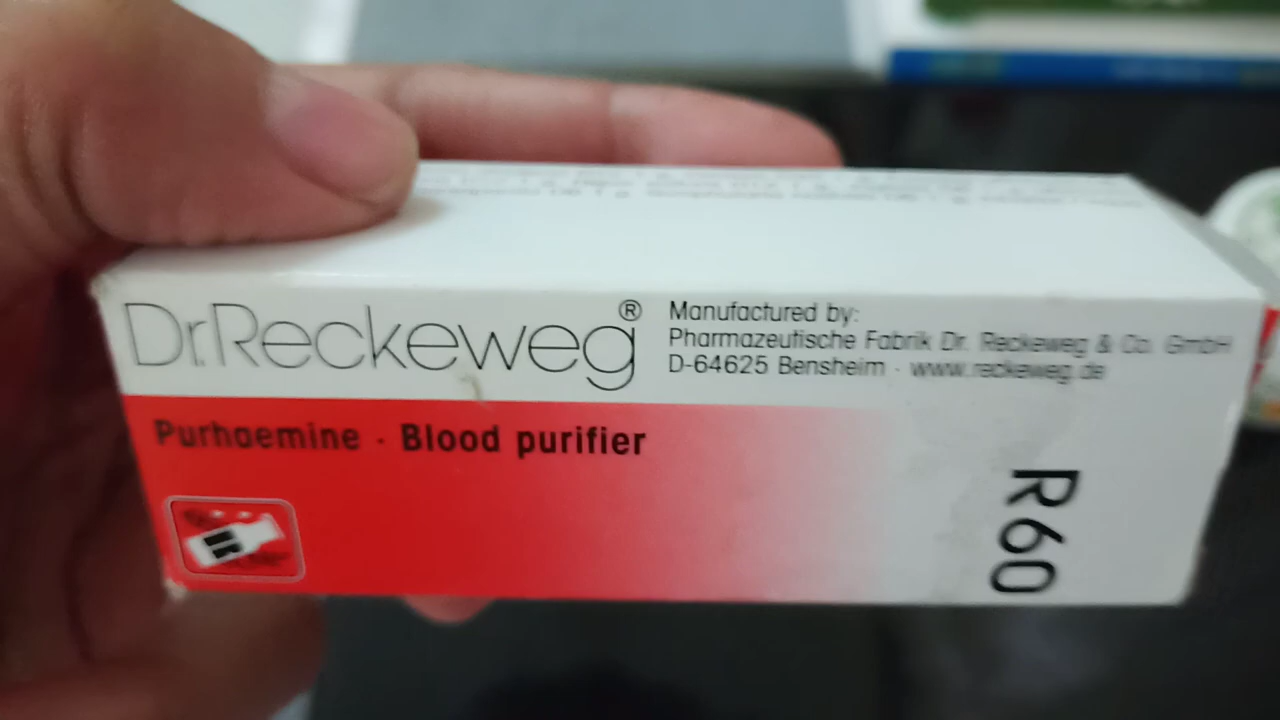 Dr.Reckeweg®
Manufactured by:
Pharmazeutische Fabrik Dr. Reckeweg & Co. GmbH
D-64625 Bensheim · www.reckeweg.de
Purhaemine · Blood purifier
R60